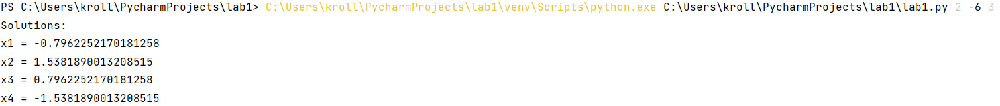 PS C:\Users\kroll\PycharmProjects\lab1> C:\Users\kroll\PycharmProjects\lab1\venv\Scripts\python.exe C:\Users\kroll\PycharmProjects\lab1\lab1.py 2 -6 3
Solutions:
x1 = -0.7962252170181258
x2 = 1.5381890013208515
x3 = 0.7962252170181258
x4 = -1.5381890013208515